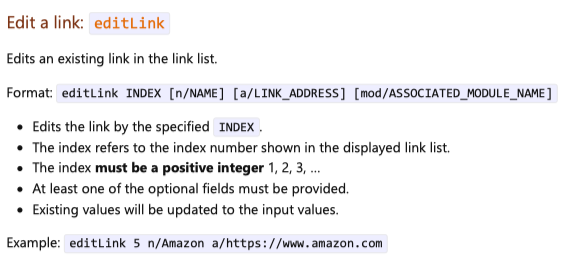 Edit a link: editLink
Edits an existing link in the link list.
Format: editLink INDEX [n/NAME] [a/LINK_ADDRESS] [mod/ASSOCIATED_MODULE_NAME]
• Edits the link by the specified INDEX.
• The index refers to the index number shown in the displayed link list.
• The index must be a positive integer 1, 2, 3, …
• At least one of the optional fields must be provided.
• Existing values will be updated to the input values.
Example: editLink 5 n/Amazon a/https://www.amazon.com